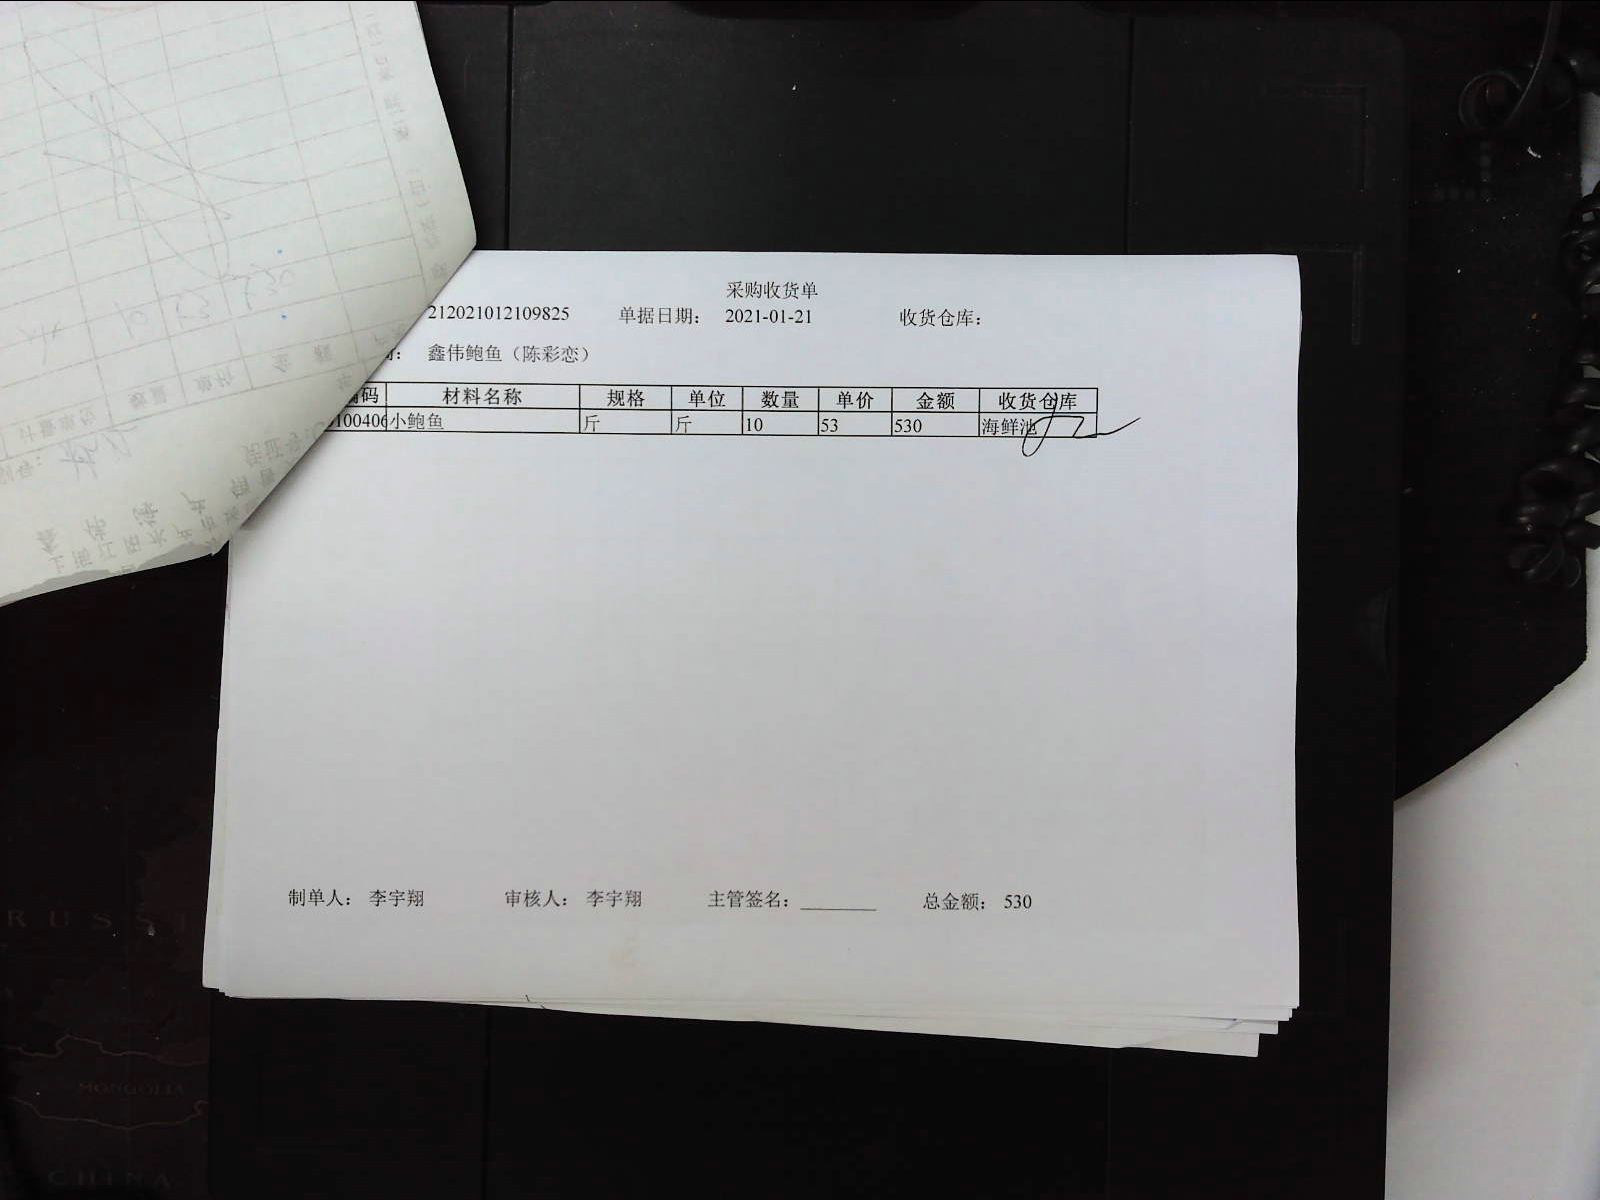 采购收货单
212021012109825 单据日期： 2021-01-21 收货仓库：
鑫伟鲍鱼（陈彩恋）
编码 材料名称 规格 单位 数量 单价 金额 收货仓库
100406 小鲍鱼 斤 斤 10 53 530 海鲜池
制单人： 李宇翔 审核人： 李宇翔 主管签名： 总金额： 530
RUSSI
MONGOLIA
CHINA